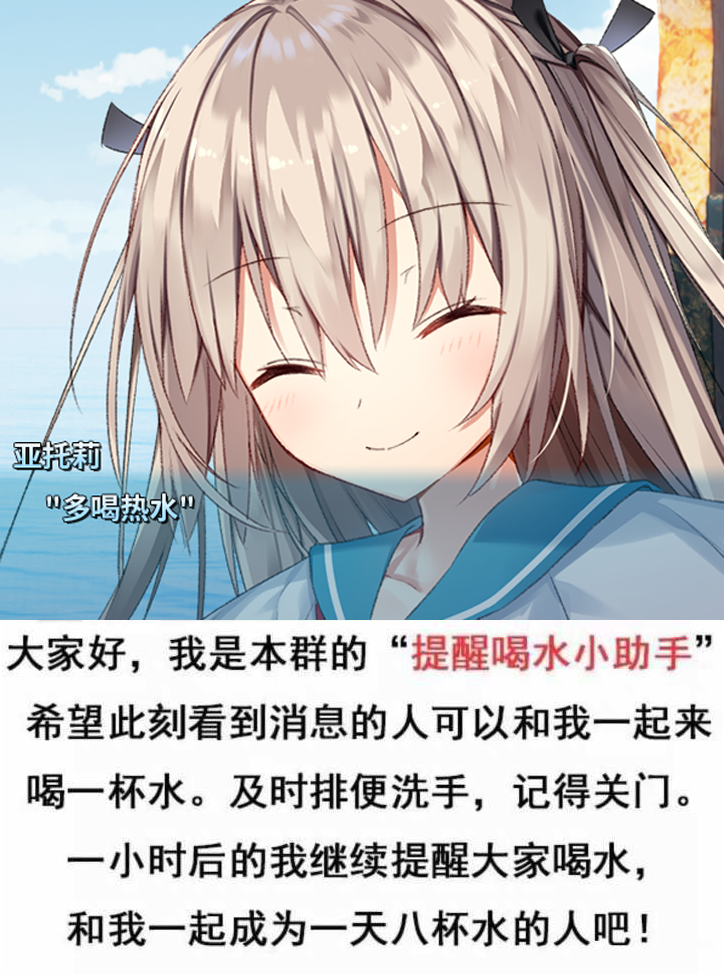 亚托莉
"多喝热水"
大家好，我是本群的“提醒喝水小助手”
希望此刻看到消息的人可以和我一起来
喝一杯水。及时排便洗手，记得关门。
一小时后的我继续提醒大家喝水，
和我一起成为一天八杯水的人吧！